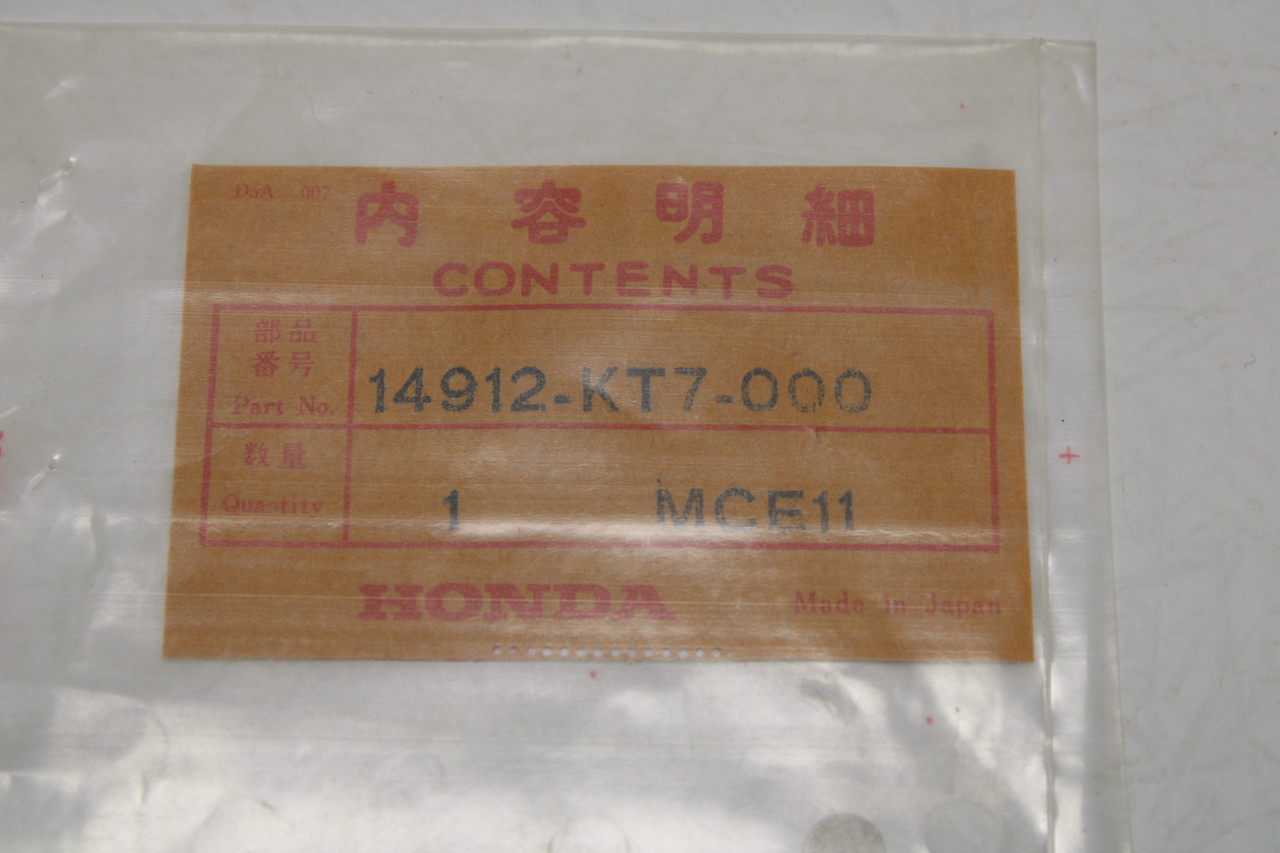 DSA 007
内容明細
CONTENTS
部品
番号
Part No.
14912-KT7-000
数量
Quantity
1 MCE11
HONDA
Made in Japan